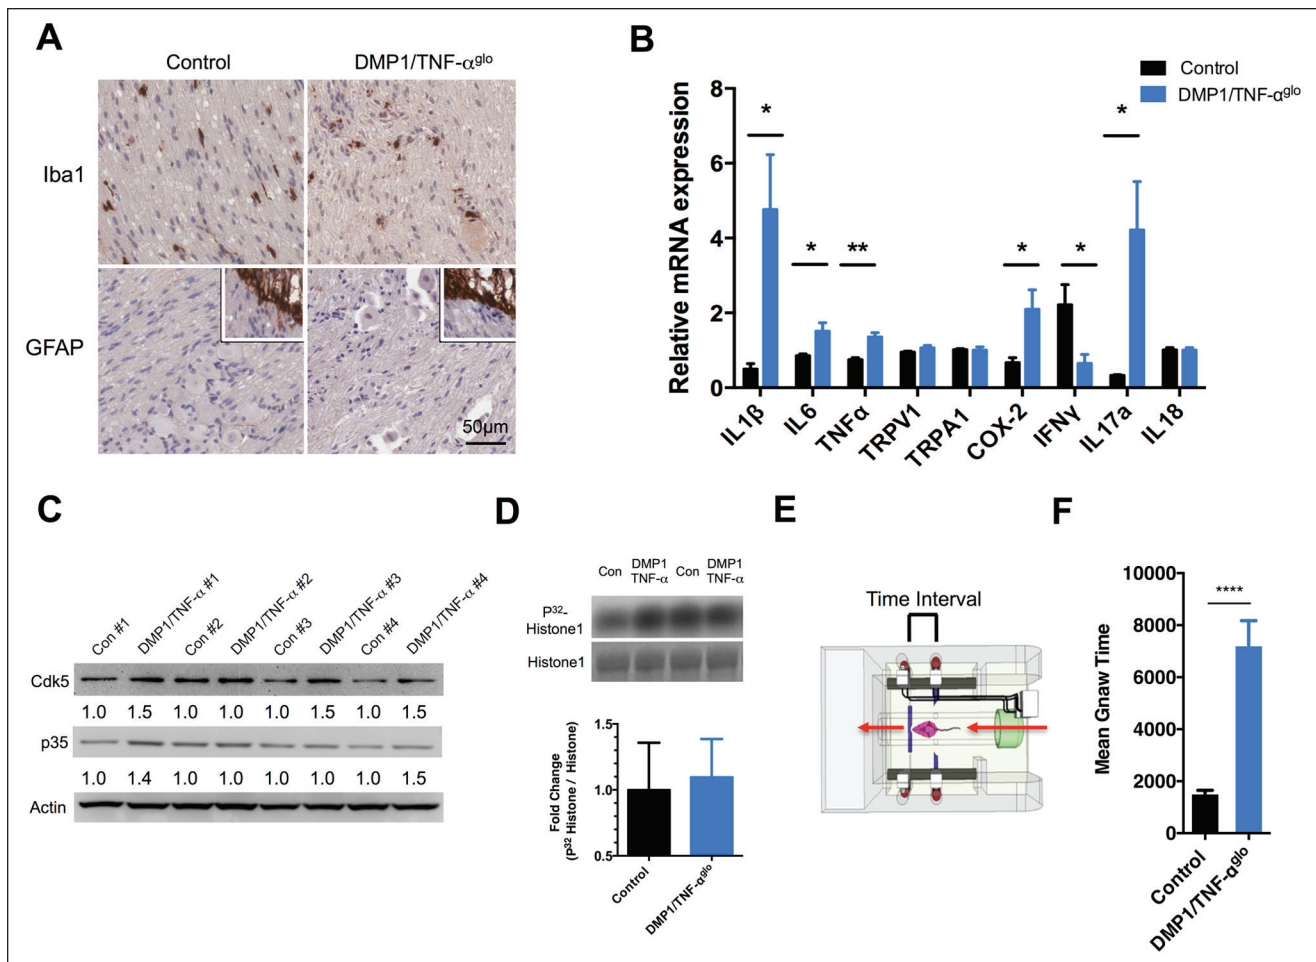 A
Control
DMP1/TNF-α^glo
Iba1
GFAP
50μm
B
Control
DMP1/TNF-α^glo
Relative mRNA expression
8
6
4
2
0
*
*
**
*
*
*
IL1β
IL6
TNFα
TRPV1
TRPA1
COX-2
IFNγ
IL17a
IL18
C
Con #1
DMP1/TNF-α #1
Con #2
DMP1/TNF-α #2
Con #3
DMP1/TNF-α #3
Con #4
DMP1/TNF-α #4
Cdk5
1.0 1.5 1.0 1.0 1.0 1.5 1.0 1.5
p35
1.0 1.4 1.0 1.0 1.0 1.0 1.0 1.5
Actin
D
Con
DMP1
TNF-α
Con
DMP1
TNF-α
P³²-
Histone1
Histone1
Fold Change
(P³² Histone / Histone)
1.5
1.0
0.5
Control
DMP1/TNF-α^glo
E
Time Interval
F
Mean Gnaw Time
10000
8000
6000
4000
2000
0
****
Control
DMP1/TNF-α^glo